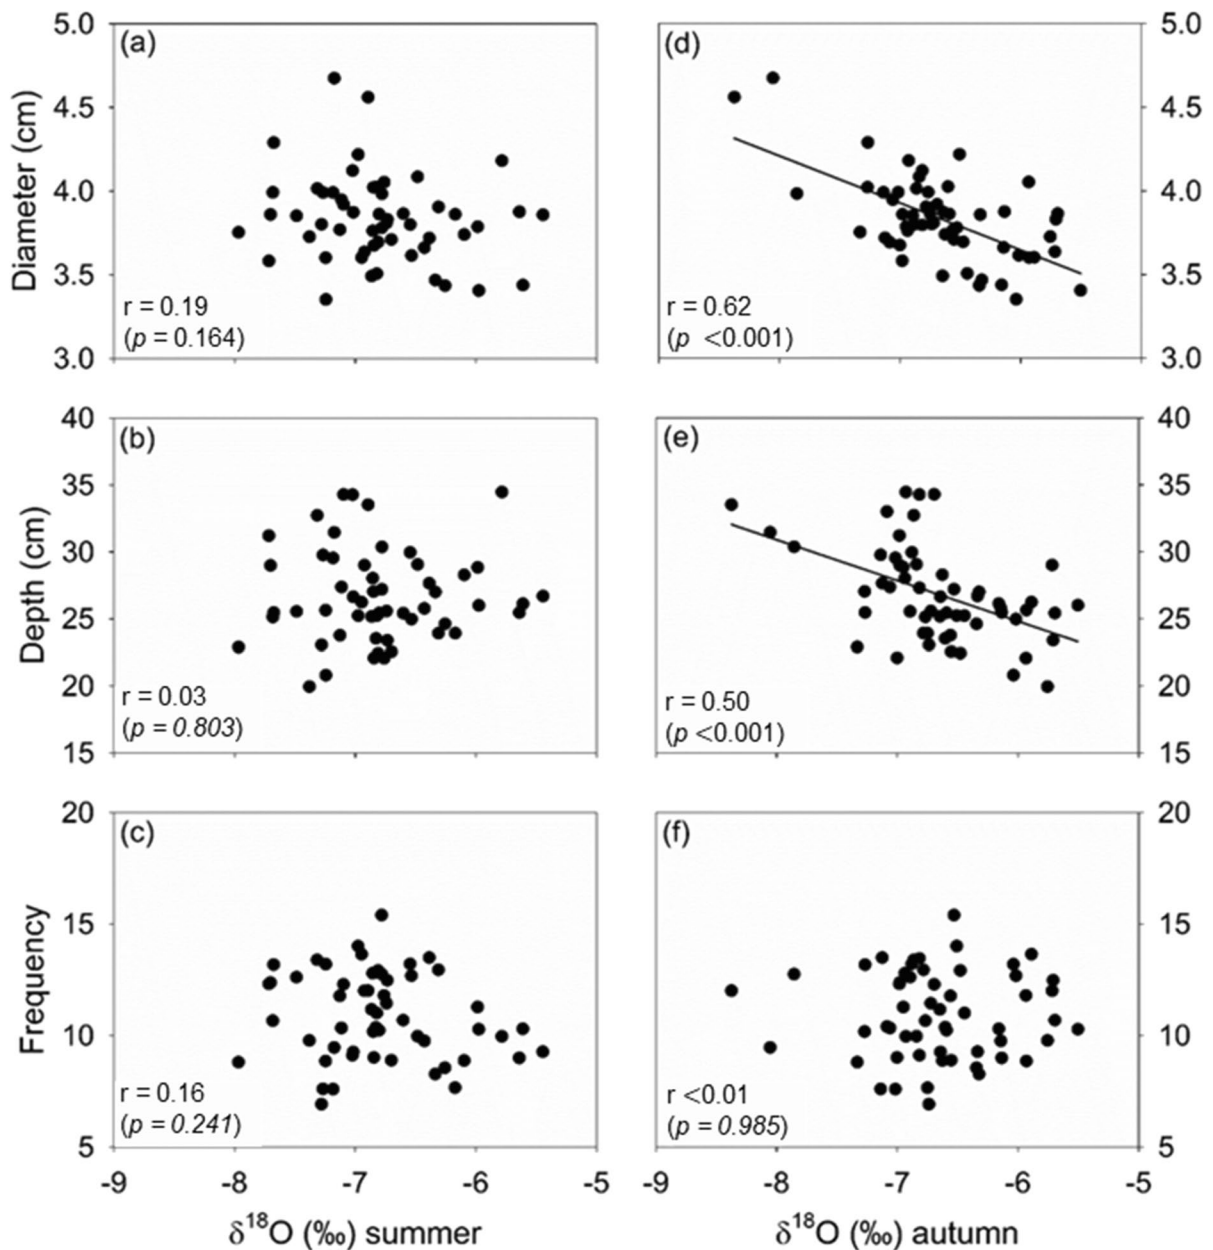 5.0
(a)
4.5
4.0
3.5
3.0
Diameter (cm)
r = 0.19
(p = 0.164)
(d)
5.0
4.5
4.0
3.5
3.0
r = 0.62
(p <0.001)
40
(b)
35
30
25
20
15
Depth (cm)
r = 0.03
(p = 0.803)
(e)
40
35
30
25
20
15
r = 0.50
(p <0.001)
20
(c)
15
10
5
Frequency
r = 0.16
(p = 0.241)
-9 -8 -7 -6 -5
δ¹⁸O (‰) summer
(f)
20
15
10
5
r <0.01
(p = 0.985)
-9 -8 -7 -6 -5
δ¹⁸O (‰) autumn